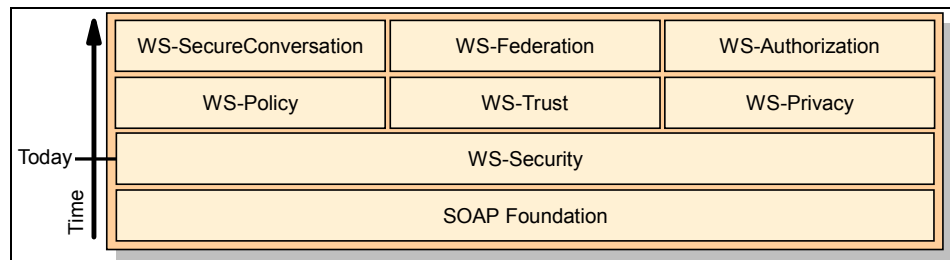 WS-SecureConversation WS-Federation WS-Authorization
WS-Policy WS-Trust WS-Privacy
Today WS-Security
SOAP Foundation
Time